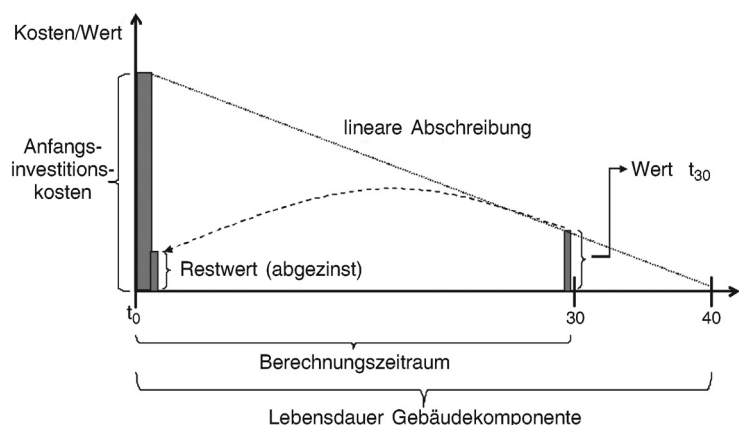 Kosten/Wert
Anfangs-
investitions-
kosten
lineare Abschreibung
Wert t30
Restwert (abgezinst)
t0
30
40
Berechnungszeitraum
Lebensdauer Gebäudekomponente